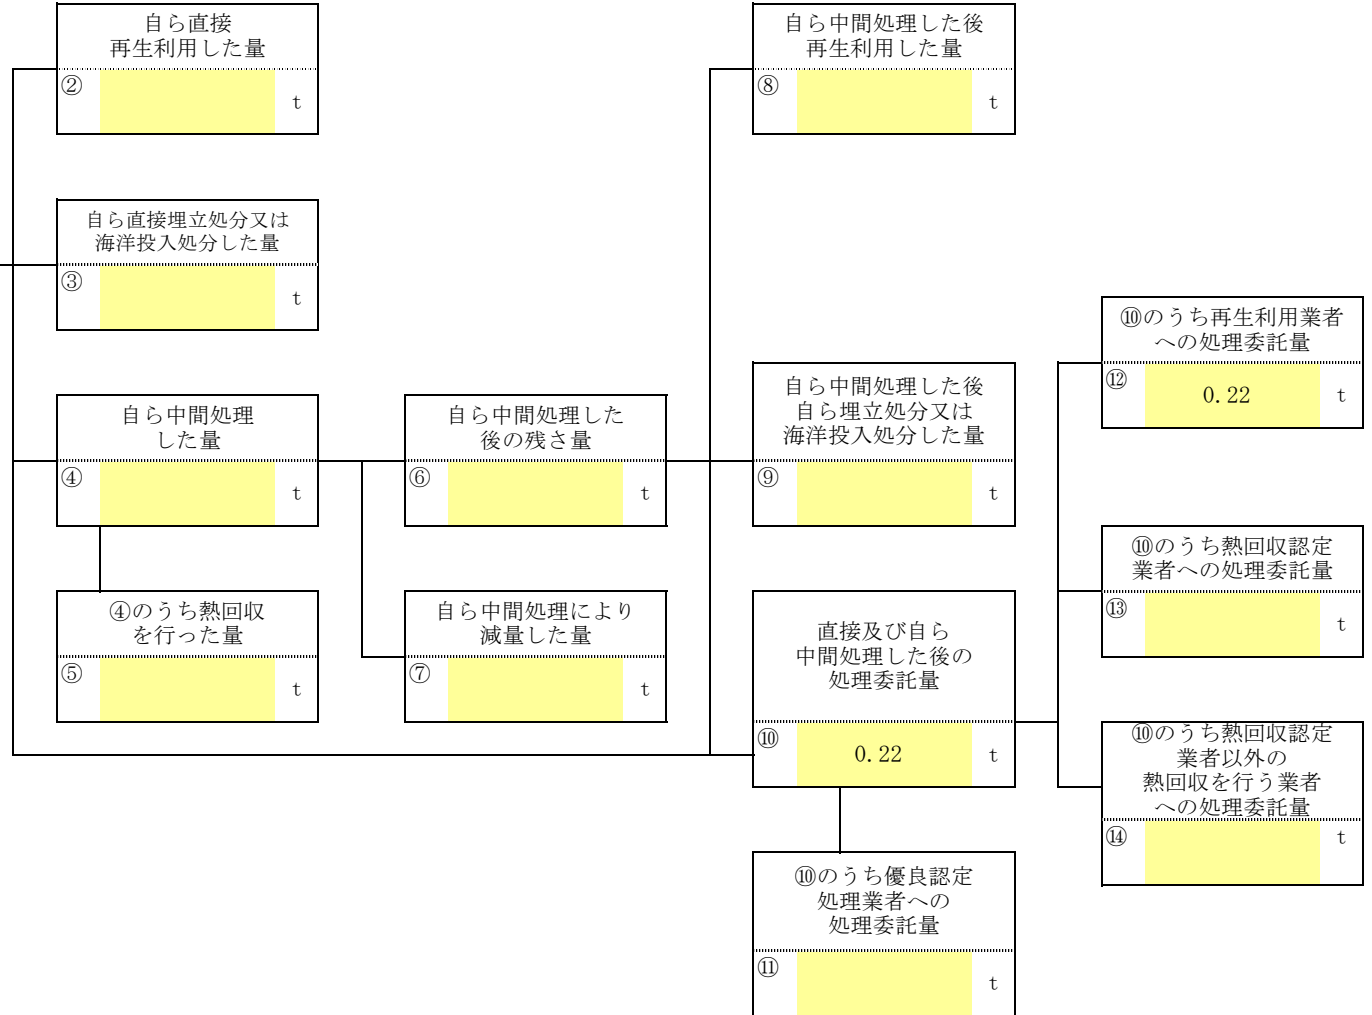 自ら直接
再生利用した量
②
t
自ら中間処理した後
再生利用した量
⑧
t
自ら直接埋立処分又は
海洋投入処分した量
③
t
⑩のうち再生利用業者
への処理委託量
⑫
0.22
t
自ら中間処理
した量
④
t
自ら中間処理した
後の残さ量
⑥
t
自ら中間処理した後
自ら埋立処分又は
海洋投入処分した量
⑨
t
⑩のうち熱回収認定
業者への処理委託量
⑬
t
④のうち熱回収
を行った量
⑤
t
自ら中間処理により
減量した量
⑦
t
直接及び自ら
中間処理した後の
処理委託量
⑩
0.22
t
⑩のうち熱回収認定
業者以外の
熱回収を行う業者
への処理委託量
⑭
t
⑩のうち優良認定
処理業者への
処理委託量
⑪
t